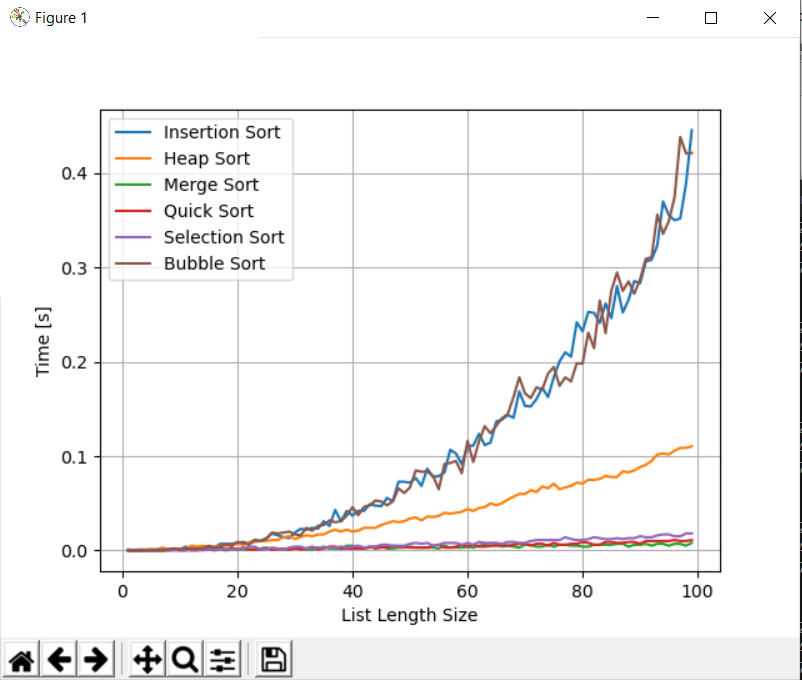 Figure 1
Insertion Sort
Heap Sort
Merge Sort
Quick Sort
Selection Sort
Bubble Sort
0.4
0.3
0.2
0.1
0.0
Time [s]
0 20 40 60 80 100
List Length Size